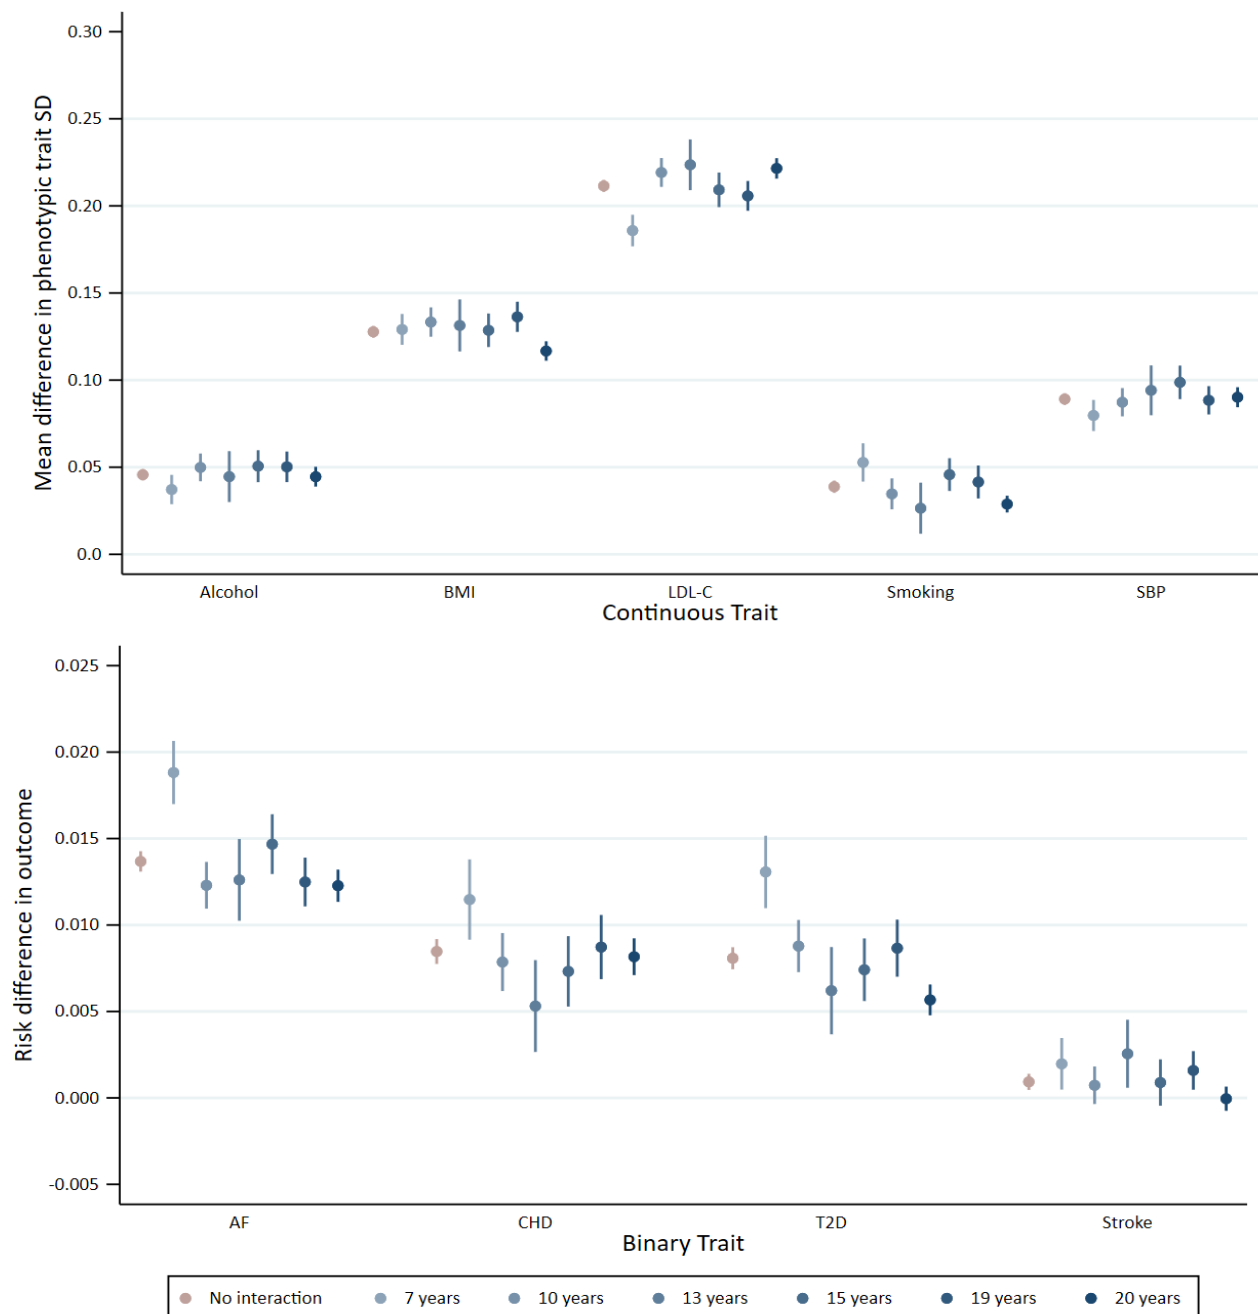 Mean difference in phenotypic trait SD
0.30
0.25
0.20
0.15
0.10
0.05
0.0
Alcohol BMI LDL-C Smoking SBP
Continuous Trait
Risk difference in outcome
0.025
0.020
0.015
0.010
0.005
0.000
-0.005
AF CHD T2D Stroke
Binary Trait
No interaction 7 years 10 years 13 years 15 years 19 years 20 years